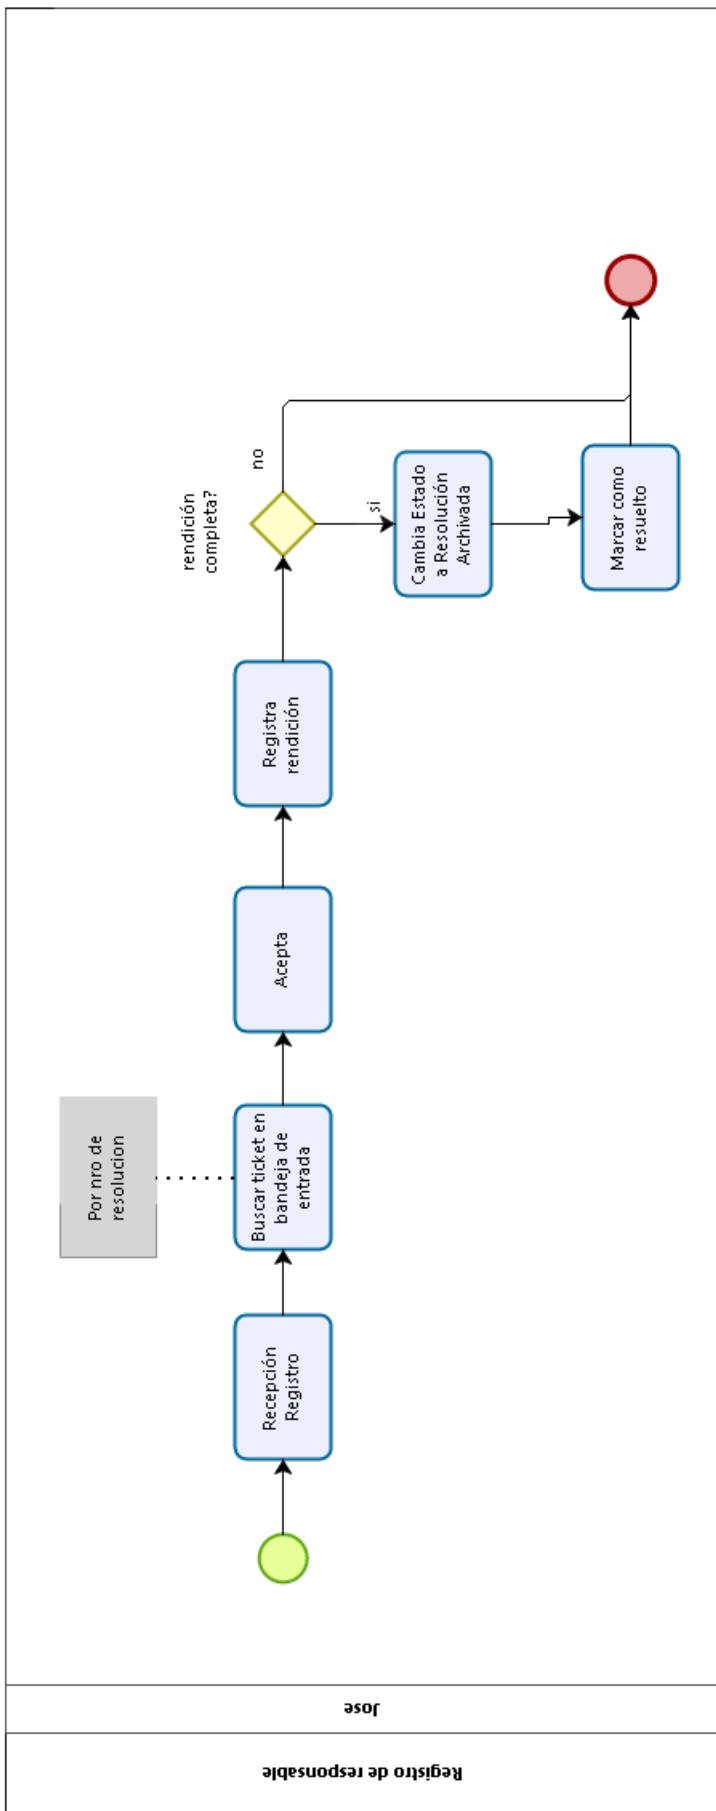 Registro de responsable
Jose
Recepción
Registro
Por nro de
resolucion
Buscar ticket en
bandeja de
entrada
Acepta
Registra
rendición
rendición
completa?
no
si
Cambia Estado
a Resolución
Archivada
Marcar como
resuelto